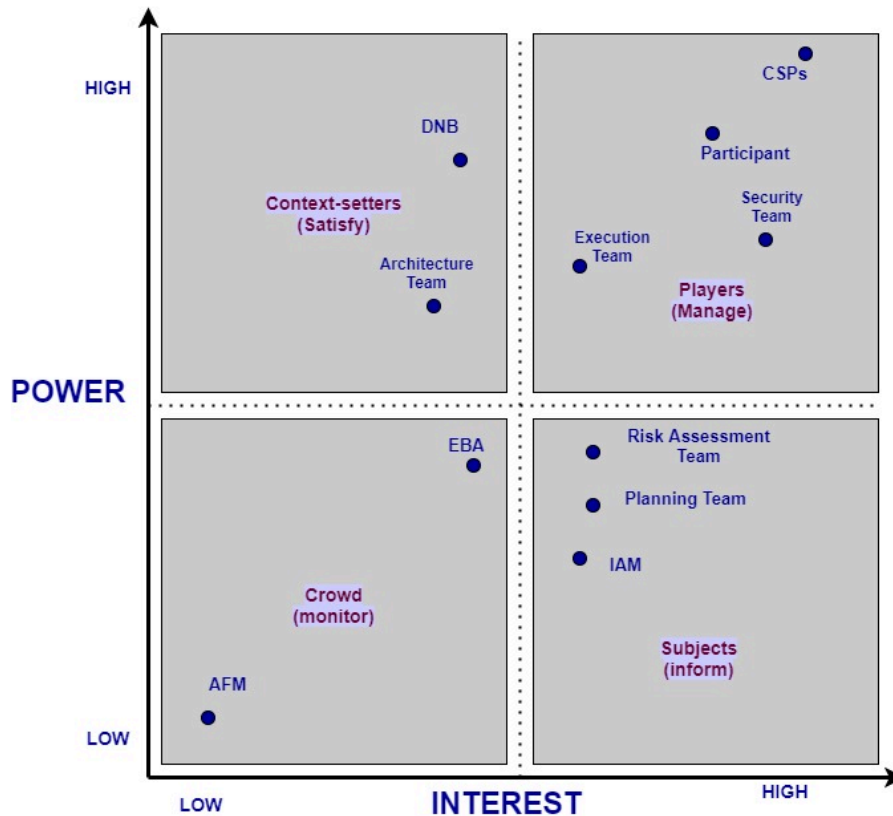 HIGH
CSPs
DNB
Participant
Context-setters
(Satisfy)
Security
Team
Execution
Team
Architecture
Team
Players
(Manage)
POWER
EBA
Risk Assessment
Team
Planning Team
IAM
Crowd
(monitor)
Subjects
(inform)
AFM
LOW
LOW
INTEREST
HIGH